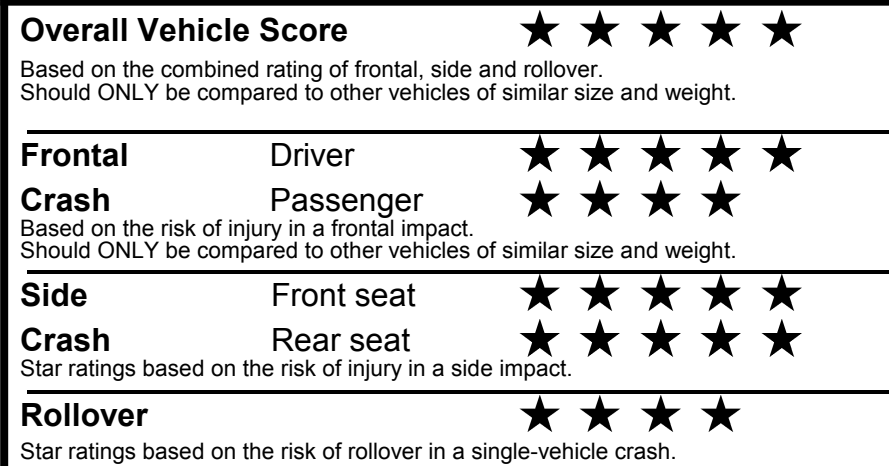 Overall Vehicle Score ★ ★ ★ ★ ★
Based on the combined rating of frontal, side and rollover.
Should ONLY be compared to other vehicles of similar size and weight.
Frontal Driver ★ ★ ★ ★ ★
Crash Passenger ★ ★ ★ ★
Based on the risk of injury in a frontal impact.
Should ONLY be compared to other vehicles of similar size and weight.
Side Front seat ★ ★ ★ ★ ★
Crash Rear seat ★ ★ ★ ★ ★
Star ratings based on the risk of injury in a side impact.
Rollover ★ ★ ★ ★
Star ratings based on the risk of rollover in a single-vehicle crash.